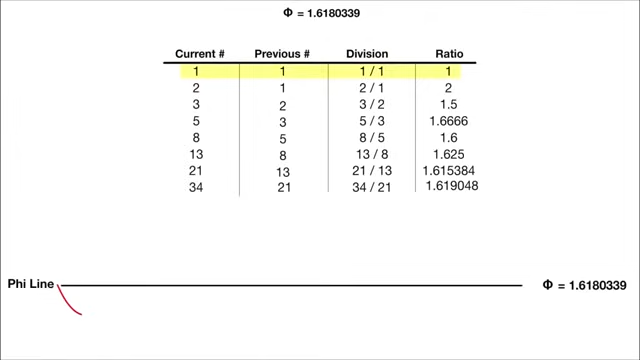 Φ = 1.6180339
Current # Previous # Division Ratio
1 1 1 / 1 1
2 1 2 / 1 2
3 2 3 / 2 1.5
5 3 5 / 3 1.6666
8 5 8 / 5 1.6
13 8 13 / 8 1.625
21 13 21 / 13 1.615384
34 21 34 / 21 1.619048
Phi Line Φ = 1.6180339